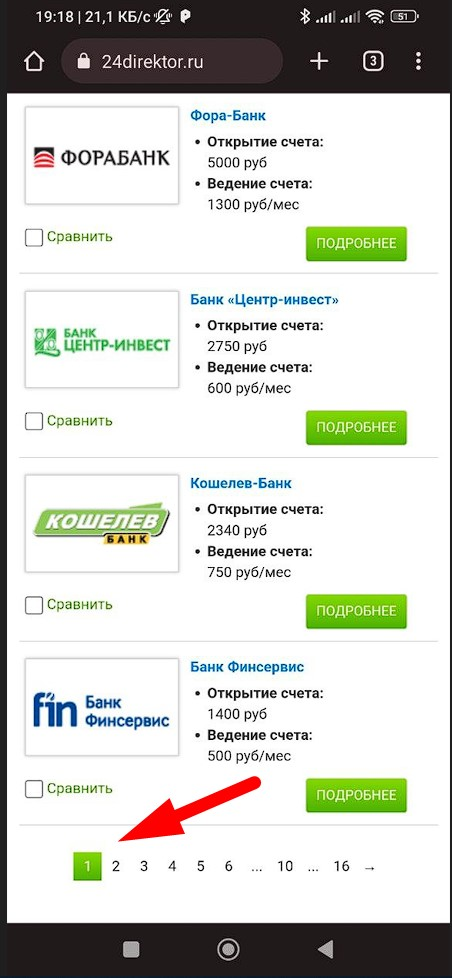 19:18 | 21,1 КБ/с
51
24direktor.ru
3
ФОРАБАНК
Фора-Банк
• Открытие счета:
5000 руб
• Ведение счета:
1300 руб/мес
Сравнить
ПОДРОБНЕЕ
БАНК
ЦЕНТР-ИНВЕСТ
Банк «Центр-инвест»
• Открытие счета:
2750 руб
• Ведение счета:
600 руб/мес
Сравнить
ПОДРОБНЕЕ
КОШЕЛЕВ
БАНК
Кошелев-Банк
• Открытие счета:
2340 руб
• Ведение счета:
750 руб/мес
Сравнить
ПОДРОБНЕЕ
fin
Банк
Финсервис
Банк Финсервис
• Открытие счета:
1400 руб
• Ведение счета:
500 руб/мес
Сравнить
ПОДРОБНЕЕ
1 2 3 4 5 6 ... 10 ... 16 →